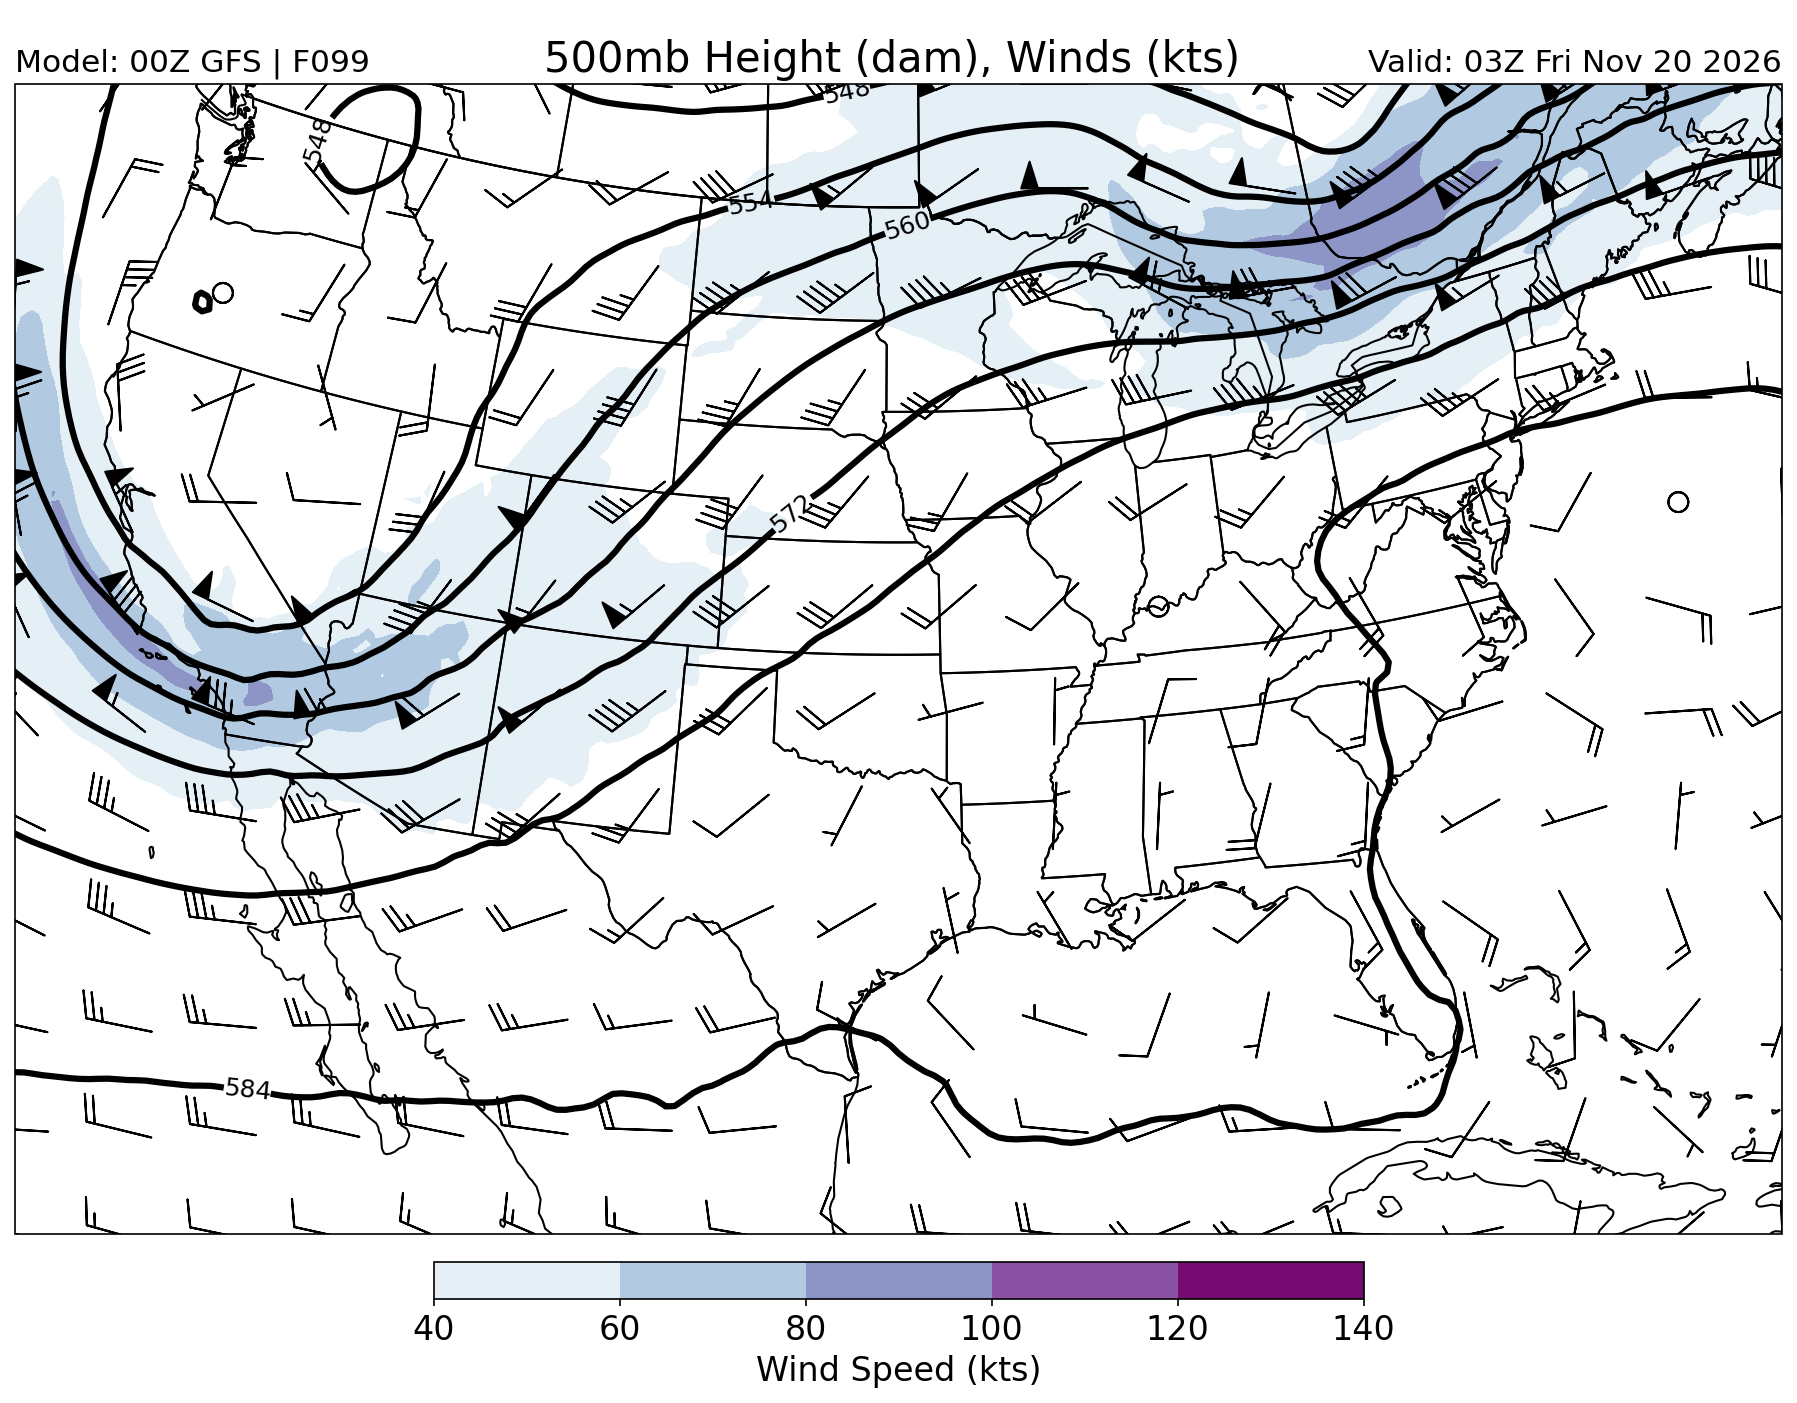 Model: 00Z GFS | F099
500mb Height (dam), Winds (kts)
Valid: 03Z Fri Nov 20 2026
548
548
554
560
572
584
40 60 80 100 120 140
Wind Speed (kts)